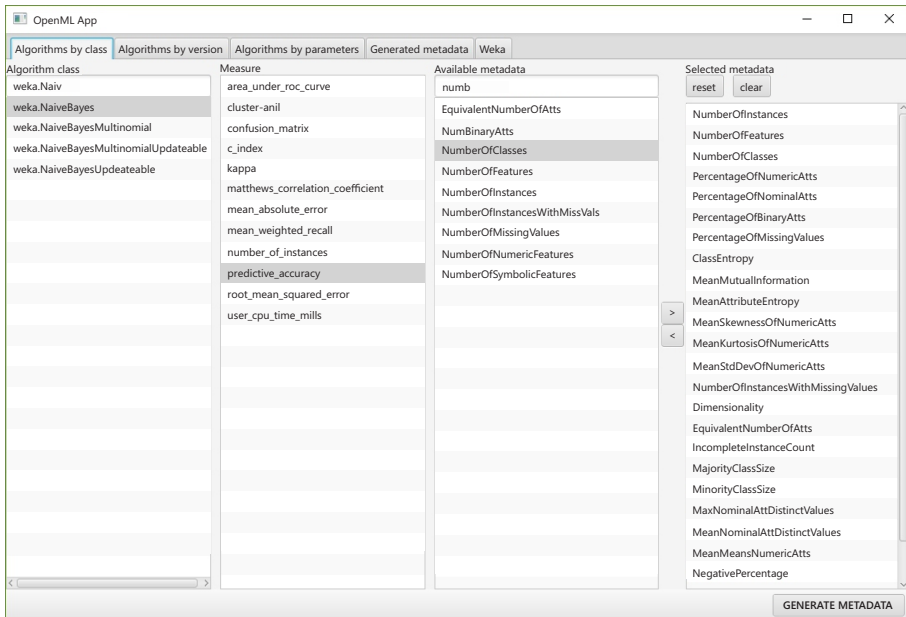 OpenML App
Algorithms by class
Algorithms by version
Algorithms by parameters
Generated metadata
Weka
Algorithm class
weka.Naiv
weka.NaiveBayes
weka.NaiveBayesMultinomial
weka.NaiveBayesMultinomialUpdateable
weka.NaiveBayesUpdeateable
Measure
area_under_roc_curve
cluster-anil
confusion_matrix
c_index
kappa
matthews_correlation_coefficient
mean_absolute_error
mean_weighted_recall
number_of_instances
predictive_accuracy
root_mean_squared_error
user_cpu_time_mills
Available metadata
numb
EquivalentNumberOfAtts
NumBinaryAtts
NumberOfClasses
NumberOfFeatures
NumberOfInstances
NumberOfInstancesWithMissVals
NumberOfMissingValues
NumberOfNumericFeatures
NumberOfSymbolicFeatures
>
<
Selected metadata
reset
clear
NumberOfInstances
NumberOfFeatures
NumberOfClasses
PercentageOfNumericAtts
PercentageOfNominalAtts
PercentageOfBinaryAtts
PercentageOfMissingValues
ClassEntropy
MeanMutualInformation
MeanAttributeEntropy
MeanSkewnessOfNumericAtts
MeanKurtosisOfNumericAtts
MeanStdDevOfNumericAtts
NumberOfInstancesWithMissingValues
Dimensionality
EquivalentNumberOfAtts
IncompleteInstanceCount
MajorityClassSize
MinorityClassSize
MaxNominalAttDistinctValues
MeanNominalAttDistinctValues
MeanMeansNumericAtts
NegativePercentage
GENERATE METADATA